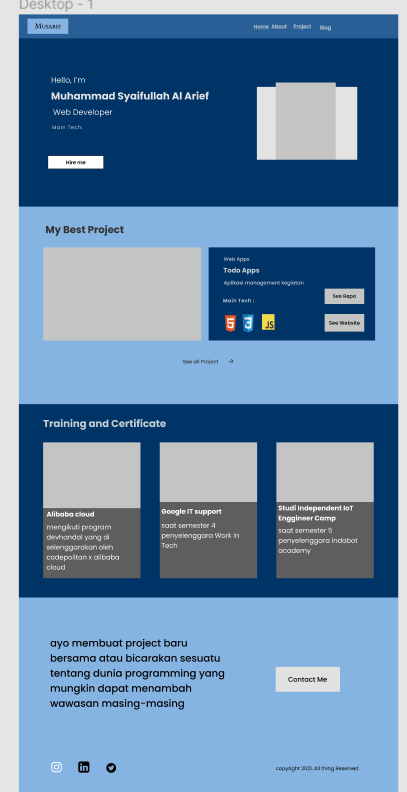 Desktop - 1
MUSARIF
Home About Project Blog
Hello, I'm
Muhammad Syaifullah Al Arief
Web Developer
Main Tech:
Hire me
My Best Project
Web Apps
Todo Apps
Aplikasi management kegiatan
Main Tech :
See Repo
5 3 JS
See Website
See all Project →
Training and Certificate
Alibaba cloud
mengikuti program
devhandal yang di
selenggarakan oleh
codepolitan x alibaba
cloud
Google IT support
saat semester 4
penyelenggara Work in
Tech
Studi Independent IoT
Enggineer Camp
saat semester 5
penyelenggara indobot
academy
ayo membuat project baru
bersama atau bicarakan sesuatu
tentang dunia programming yang
mungkin dapat menambah
wawasan masing-masing
Contact Me
in
copyright 2021, All thing Reserved